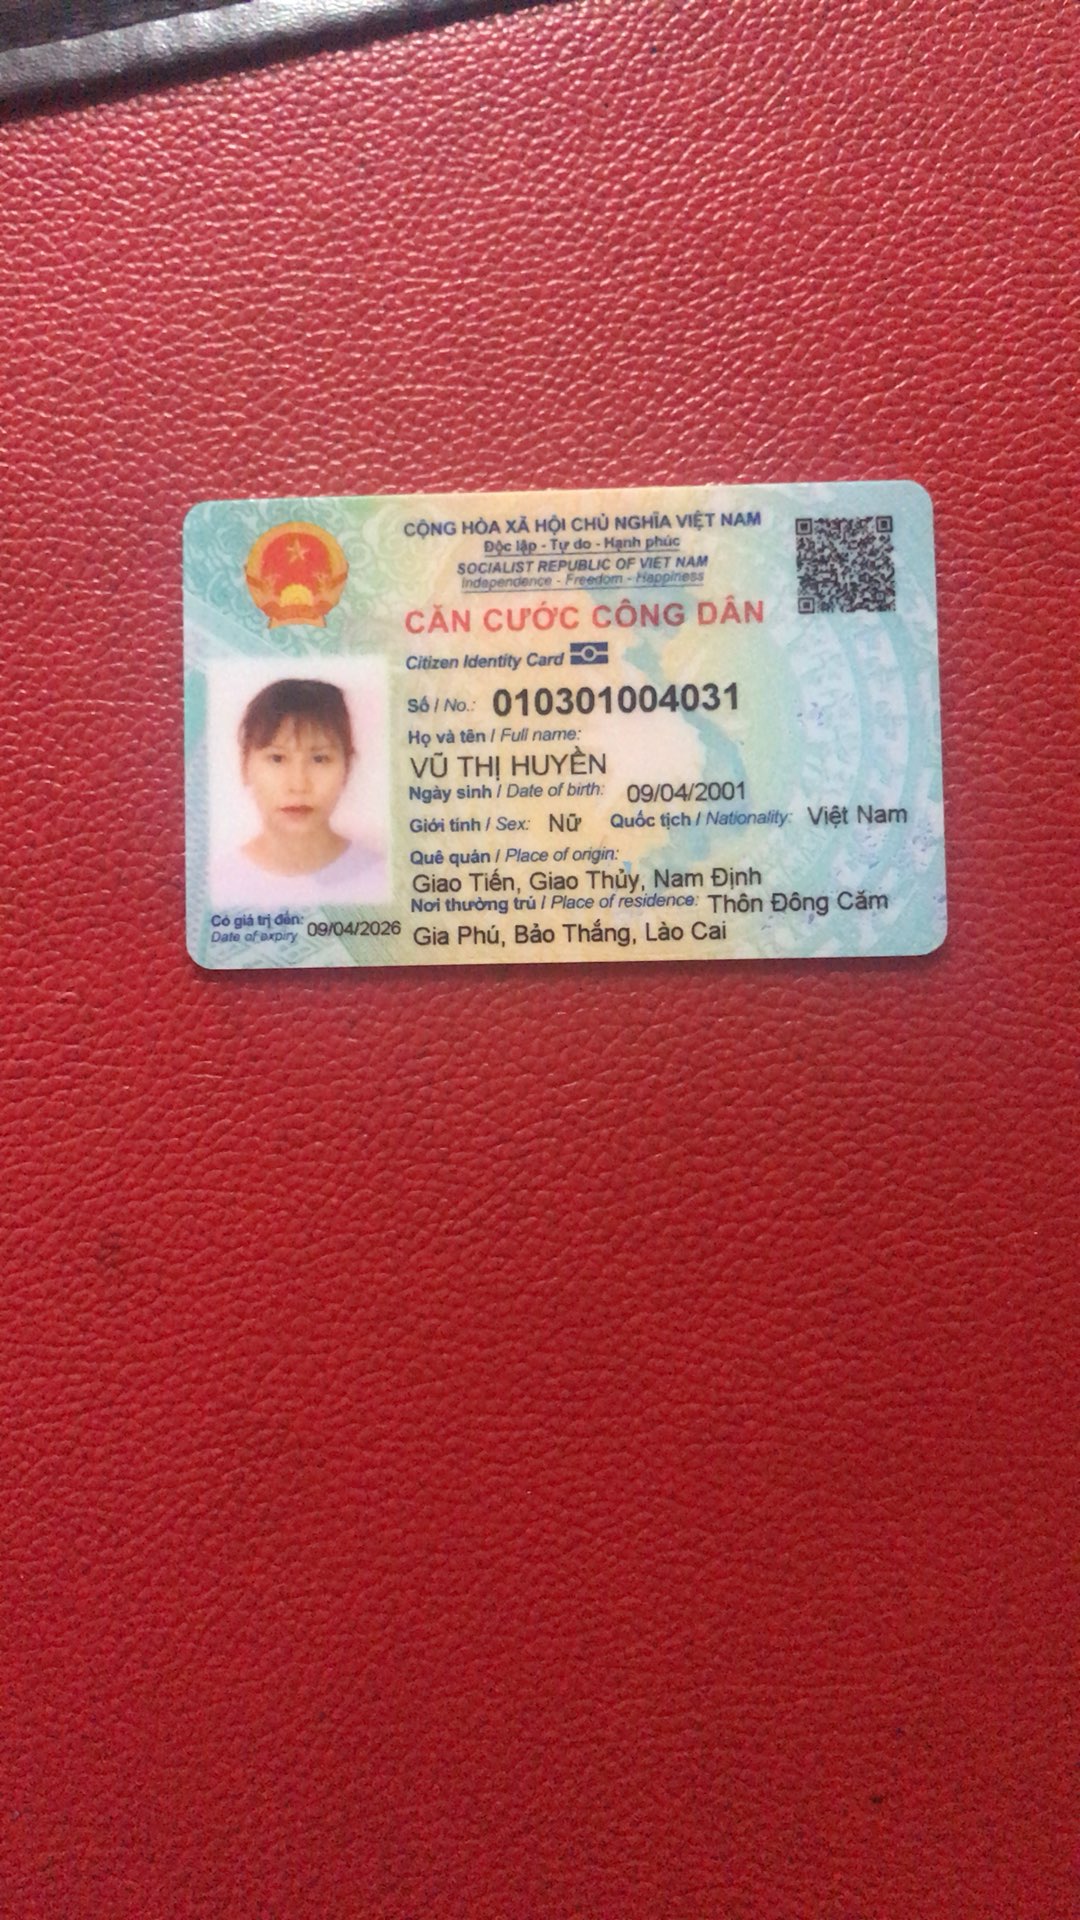 CỘNG HÒA XÃ HỘI CHỦ NGHĨA VIỆT NAM
Độc lập - Tự do - Hạnh phúc
SOCIALIST REPUBLIC OF VIET NAM
Independence - Freedom - Happiness
CĂN CƯỚC CÔNG DÂN
Citizen Identity Card
Số / No.: 010301004031
Họ và tên / Full name:
VŨ THỊ HUYỀN
Ngày sinh / Date of birth: 09/04/2001
Giới tính / Sex: Nữ Quốc tịch / Nationality: Việt Nam
Quê quán / Place of origin:
Giao Tiến, Giao Thủy, Nam Định
Nơi thường trú / Place of residence: Thôn Đông Căm
Gia Phú, Bảo Thắng, Lào Cai
Có giá trị đến: 09/04/2026
Date of expiry